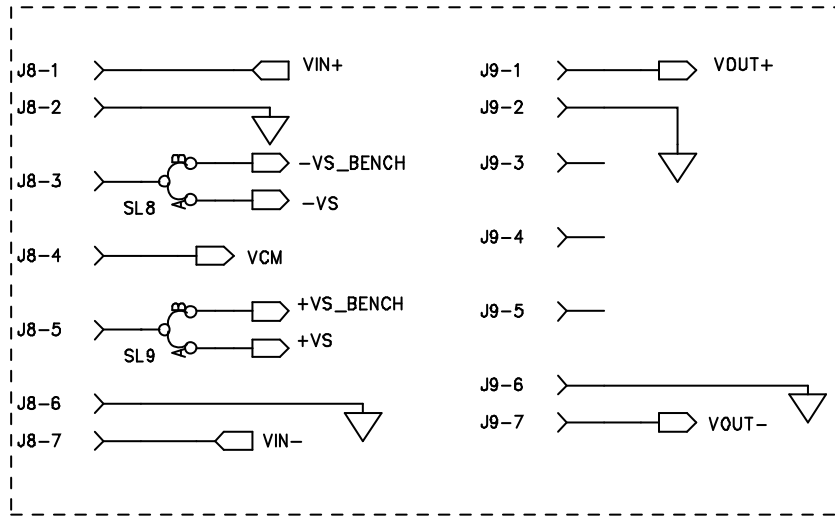 J8-1 VIN+
J8-2
J8-3 B -VS_BENCH
SL8 A -VS
J8-4 VCM
J8-5 B +VS_BENCH
SL9 A +VS
J8-6
J8-7 VIN-
J9-1 VOUT+
J9-2
J9-3
J9-4
J9-5
J9-6
J9-7 VOUT-